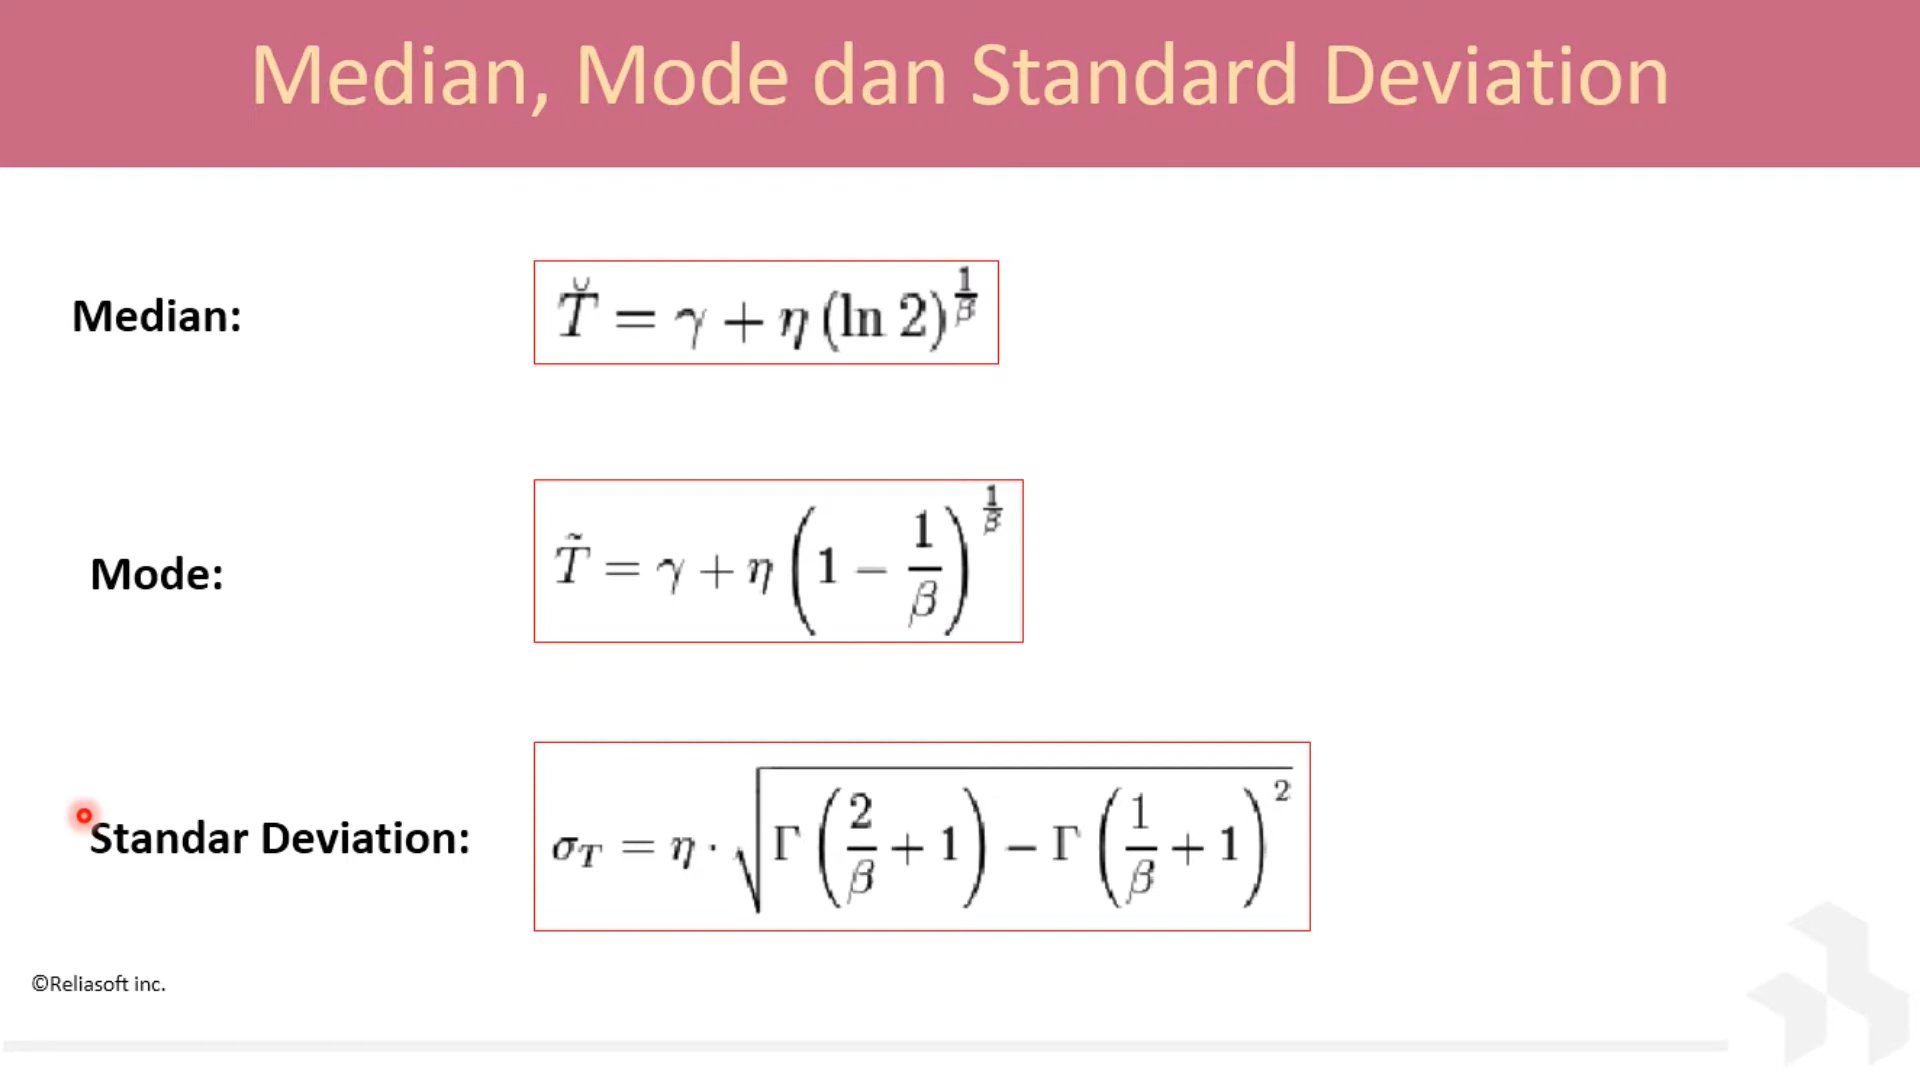 Median, Mode dan Standard Deviation
Median:
T̆ = γ + η (ln 2)^{1/β}
Mode:
T̃ = γ + η (1 − 1/β)^{1/β}
Standar Deviation:
σ_T = η · √(Γ(2/β + 1) − Γ(1/β + 1)²)
©Reliasoft inc.